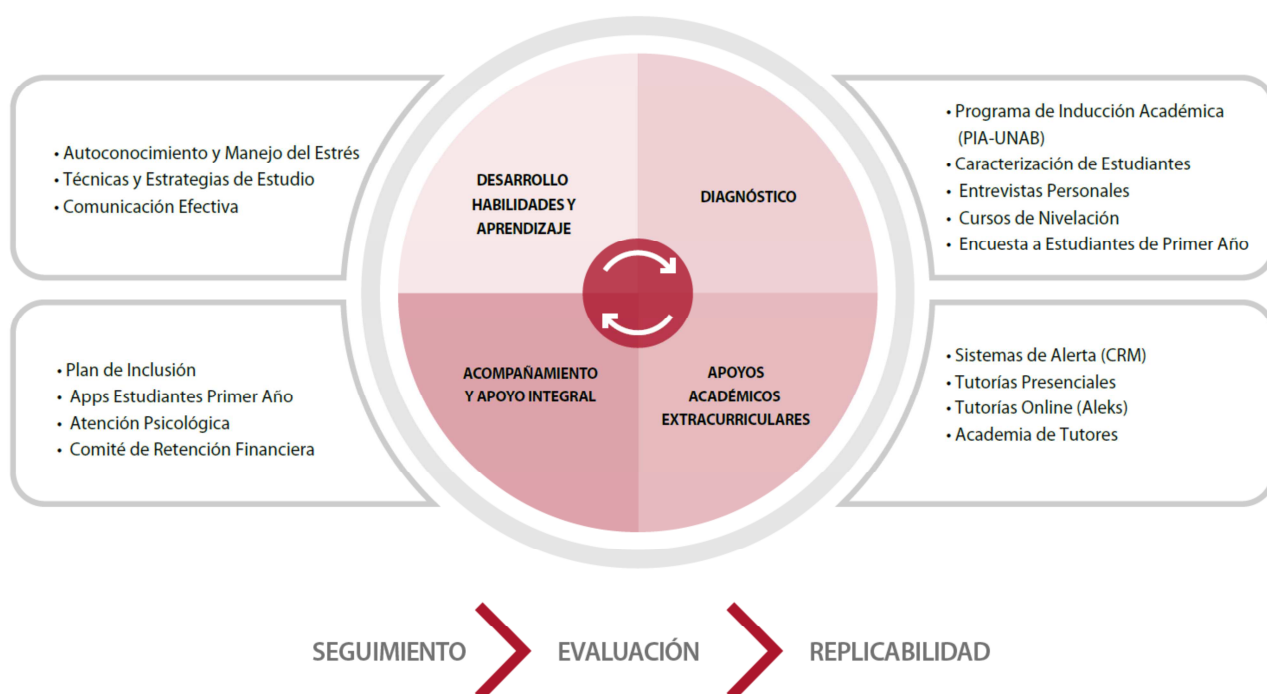 • Autoconocimiento y Manejo del Estrés
• Técnicas y Estrategias de Estudio
• Comunicación Efectiva
DESARROLLO
HABILIDADES Y
APRENDIZAJE
DIAGNÓSTICO
• Programa de Inducción Académica
(PIA-UNAB)
• Caracterización de Estudiantes
• Entrevistas Personales
• Cursos de Nivelación
• Encuesta a Estudiantes de Primer Año
• Plan de Inclusión
• Apps Estudiantes Primer Año
• Atención Psicológica
• Comité de Retención Financiera
ACOMPAÑAMIENTO
Y APOYO INTEGRAL
APOYOS
ACADÉMICOS
EXTRACURRICULARES
• Sistemas de Alerta (CRM)
• Tutorías Presenciales
• Tutorías Online (Aleks)
• Academia de Tutores
SEGUIMIENTO
EVALUACIÓN
REPLICABILIDAD